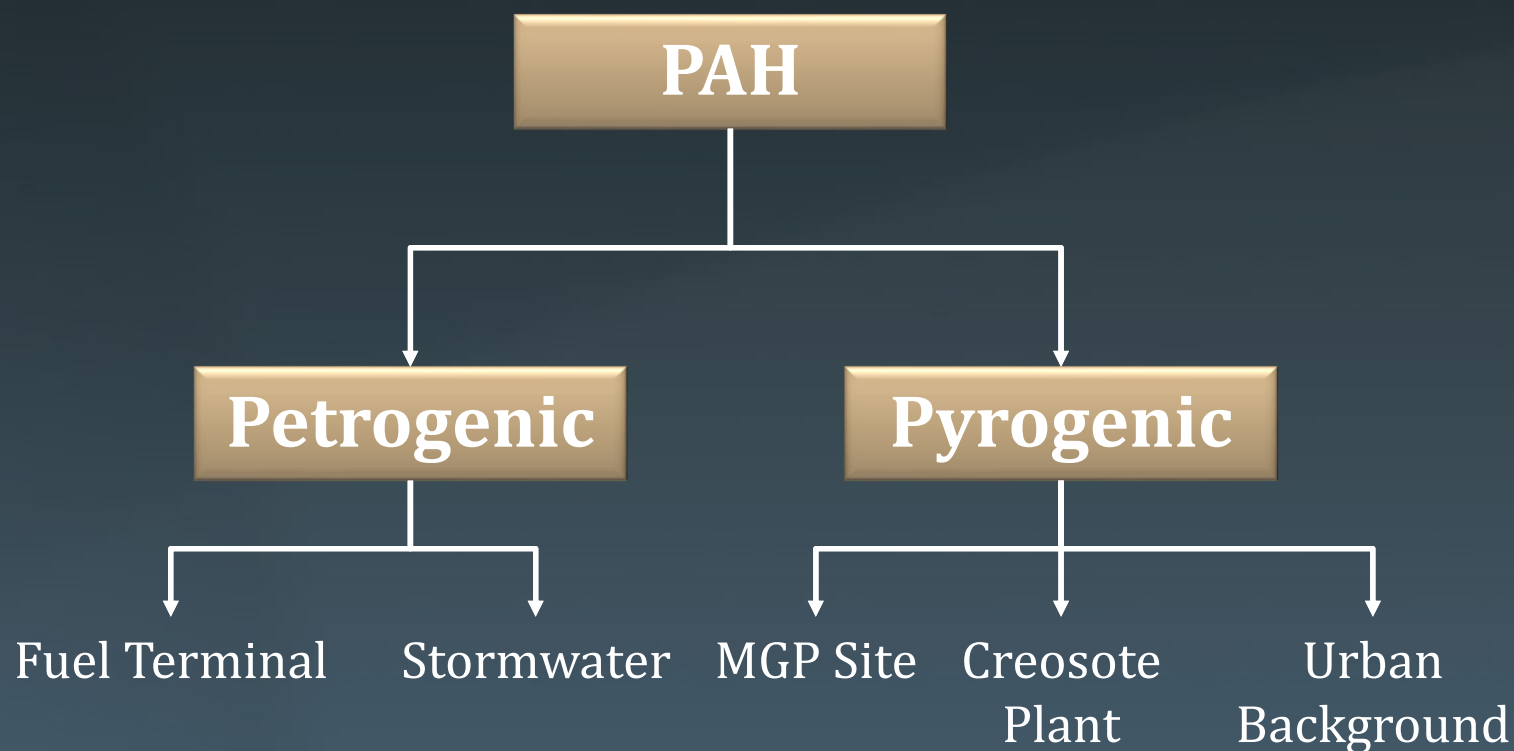 PAH
Petrogenic
Pyrogenic
Fuel Terminal
Stormwater
MGP Site
Creosote
Plant
Urban
Background